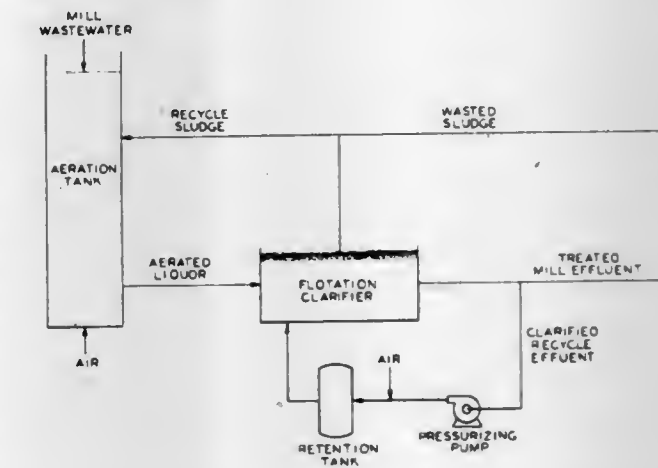 MILL
WASTEWATER
RECYCLE
SLUDGE
WASTED
SLUDGE
AERATION
TANK
AERATED
LIQUOR
FLOTATION
CLARIFIER
TREATED
MILL EFFLUENT
CLARIFIED
RECYCLE
EFFUENT
AIR
AIR
RETENTION
TANK
PRESSURIZING
PUMP